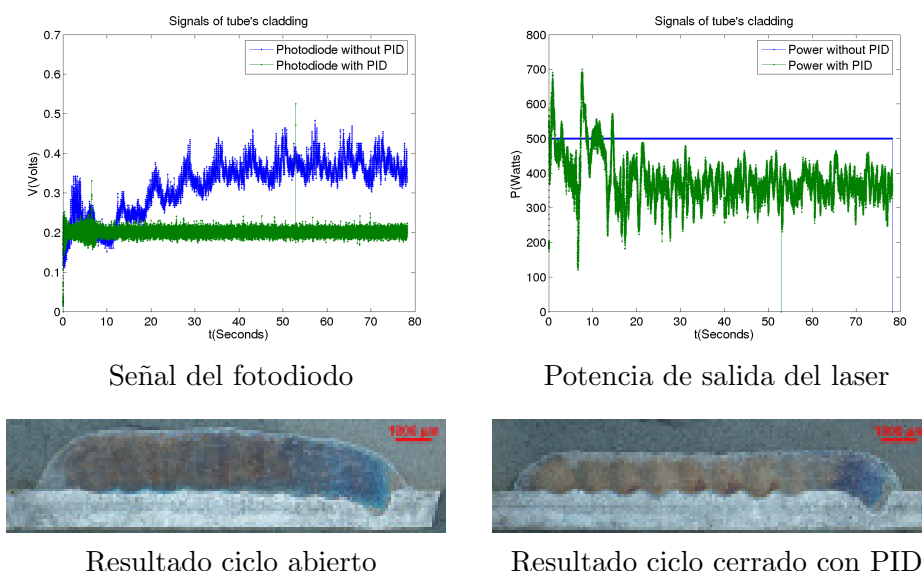 Signals of tube's cladding
0.7
0.6
0.5
0.4
0.3
0.2
0.1
0
V(Volts)
Photodiode without PID
Photodiode with PID
0 10 20 30 40 50 60 70 80
t(Seconds)
Signals of tube's cladding
800
700
600
500
400
300
200
100
0
P(Watts)
Power without PID
Power with PID
0 10 20 30 40 50 60 70 80
t(Seconds)
Señal del fotodiodo
Potencia de salida del laser
1000 µm
1000 µm
Resultado ciclo abierto
Resultado ciclo cerrado con PID